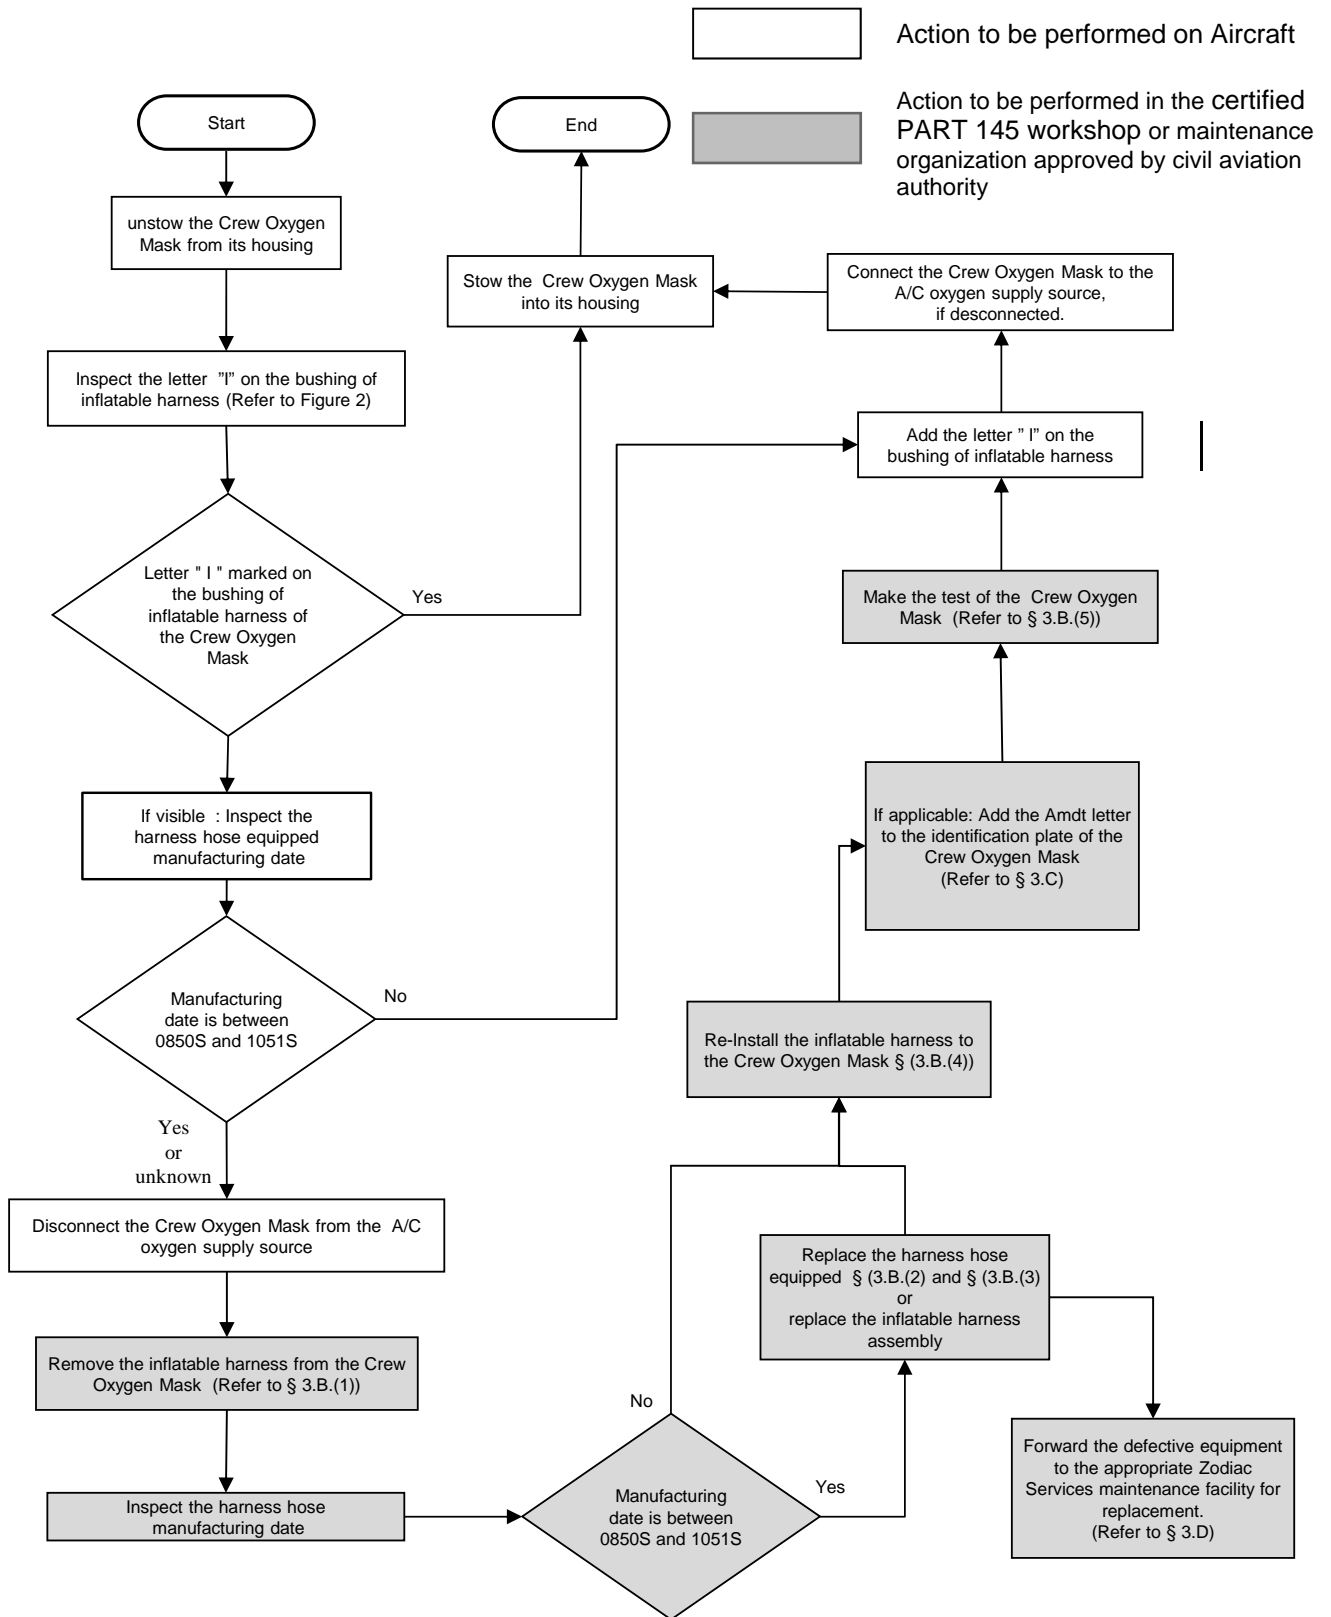 Action to be performed on Aircraft
Action to be performed in the certified
PART 145 workshop or maintenance
organization approved by civil aviation
authority
Start
End
unstow the Crew Oxygen
Mask from its housing
Stow the Crew Oxygen Mask
into its housing
Connect the Crew Oxygen Mask to the
A/C oxygen supply source,
if desconnected.
Inspect the letter ”I” on the bushing of
inflatable harness (Refer to Figure 2)
Add the letter ” I” on the
bushing of inflatable harness
Letter " I " marked on
the bushing of
inflatable harness of
the Crew Oxygen
Mask
Yes
Make the test of the Crew Oxygen
Mask (Refer to § 3.B.(5))
If visible : Inspect the
harness hose equipped
manufacturing date
If applicable: Add the Amdt letter
to the identification plate of the
Crew Oxygen Mask
(Refer to § 3.C)
Manufacturing
date is between
0850S and 1051S
No
Re-Install the inflatable harness to
the Crew Oxygen Mask § (3.B.(4))
Yes
or
unknown
Disconnect the Crew Oxygen Mask from the A/C
oxygen supply source
Replace the harness hose
equipped § (3.B.(2) and § (3.B.(3)
or
replace the inflatable harness
assembly
Remove the inflatable harness from the Crew
Oxygen Mask (Refer to § 3.B.(1))
No
Forward the defective equipment
to the appropriate Zodiac
Services maintenance facility for
replacement.
(Refer to § 3.D)
Inspect the harness hose
manufacturing date
Manufacturing
date is between
0850S and 1051S
Yes